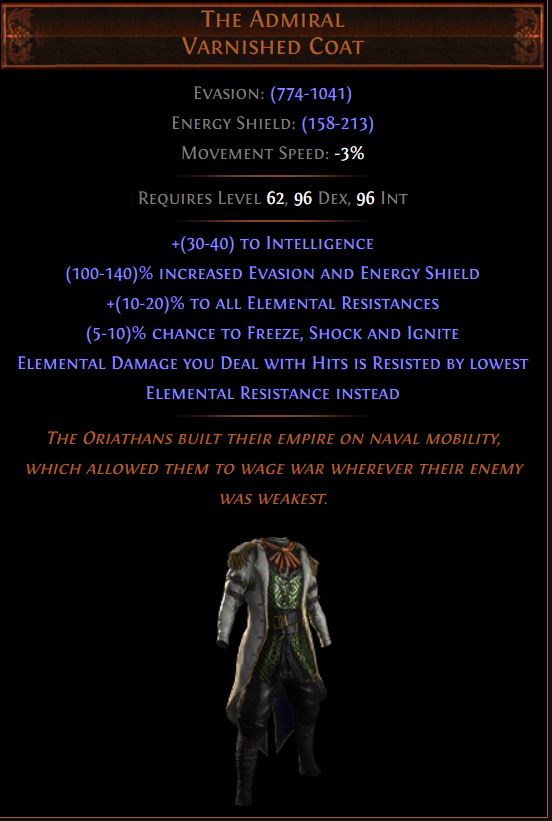 The Admiral
Varnished Coat
Evasion: (774-1041)
Energy Shield: (158-213)
Movement Speed: -3%
Requires Level 62, 96 Dex, 96 Int
+(30-40) to Intelligence
(100-140)% increased Evasion and Energy Shield
+(10-20)% to all Elemental Resistances
(5-10)% chance to Freeze, Shock and Ignite
Elemental Damage you Deal with Hits is Resisted by lowest
Elemental Resistance instead
The Oriathans built their empire on naval mobility,
which allowed them to wage war wherever their enemy
was weakest.